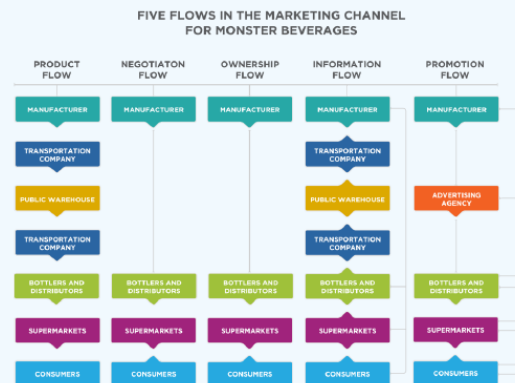 FIVE FLOWS IN THE MARKETING CHANNEL
FOR MONSTER BEVERAGES
PRODUCT
FLOW
NEGOTIATON
FLOW
OWNERSHIP
FLOW
INFORMATION
FLOW
PROMOTION
FLOW
MANUFACTURER
MANUFACTURER
MANUFACTURER
MANUFACTURER
MANUFACTURER
TRANSPORTATION
COMPANY
TRANSPORTATION
COMPANY
PUBLIC WAREHOUSE
PUBLIC WAREHOUSE
ADVERTISING
AGENCY
TRANSPORTATION
COMPANY
TRANSPORTATION
COMPANY
BOTTLERS AND
DISTRIBUTORS
BOTTLERS AND
DISTRIBUTORS
BOTTLERS AND
DISTRIBUTORS
BOTTLERS AND
DISTRIBUTORS
BOTTLERS AND
DISTRIBUTORS
SUPERMARKETS
SUPERMARKETS
SUPERMARKETS
SUPERMARKETS
SUPERMARKETS
CONSUMERS
CONSUMERS
CONSUMERS
CONSUMERS
CONSUMERS